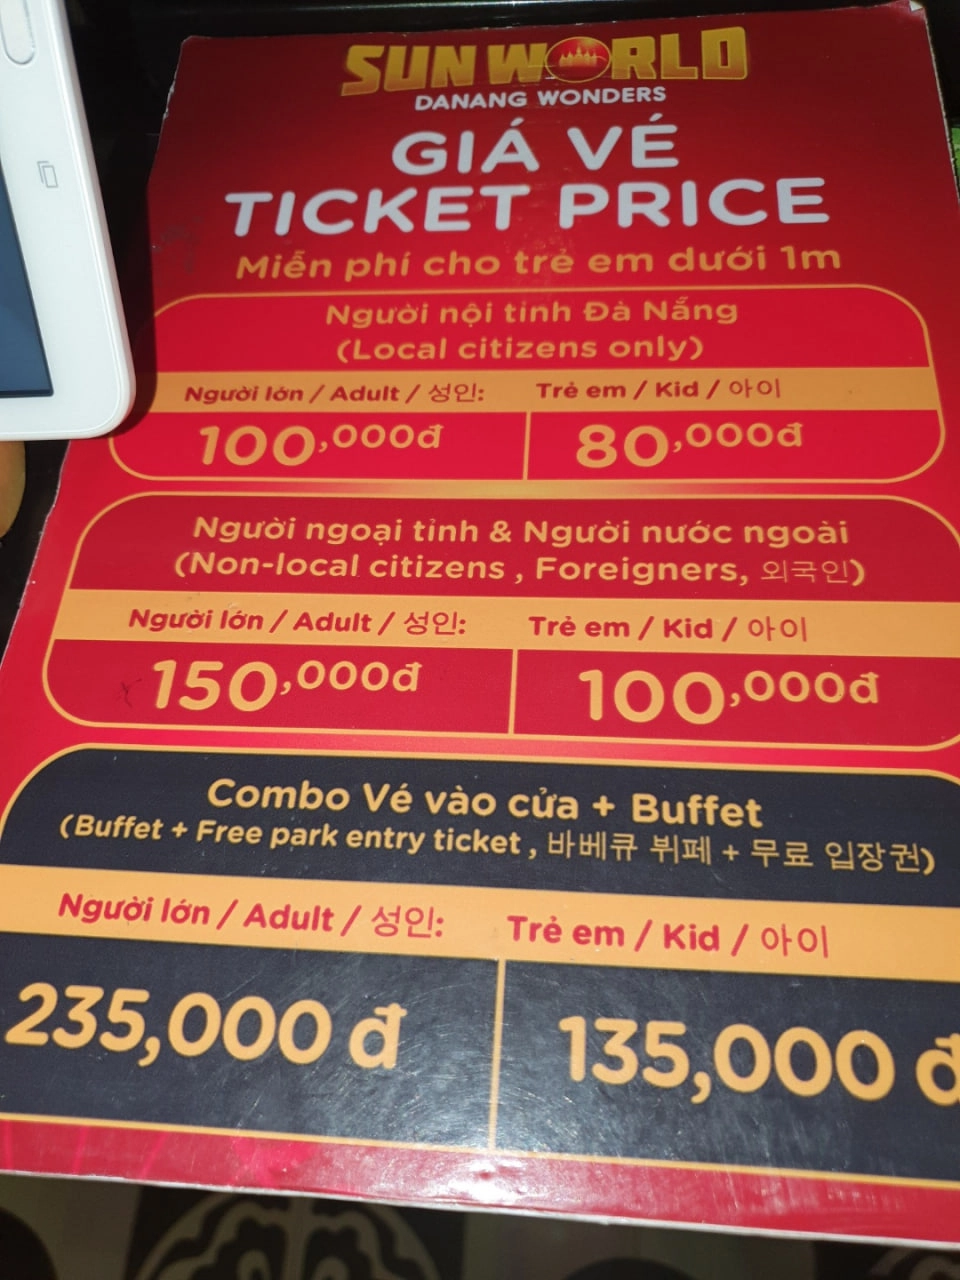 SUN WORLD
DANANG WONDERS
GIÁ VÉ
TICKET PRICE
Miễn phí cho trẻ em dưới 1m
Người nội tỉnh Đà Nẵng
(Local citizens only)
Người lớn / Adult / 성인: Trẻ em / Kid / 아이
100,000đ 80,000đ
Người ngoại tỉnh & Người nước ngoài
(Non-local citizens , Foreigners, 외국인)
Người lớn / Adult / 성인: Trẻ em / Kid / 아이
150,000đ 100,000đ
Combo Vé vào cửa + Buffet
(Buffet + Free park entry ticket , 바베큐 뷔페 + 무료 입장권)
Người lớn / Adult / 성인: Trẻ em / Kid / 아이
235,000 đ 135,000 đ